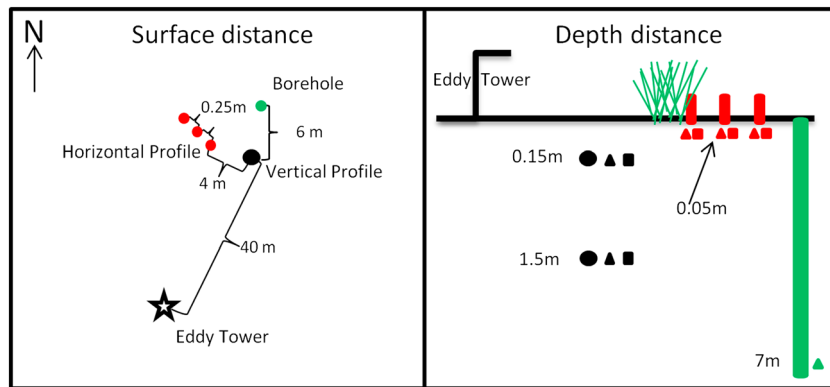 N
Surface distance
Borehole
0.25m
6 m
Horizontal Profile
Vertical Profile
4 m
40 m
Eddy Tower
Depth distance
Eddy Tower
0.15m
0.05m
1.5m
7m